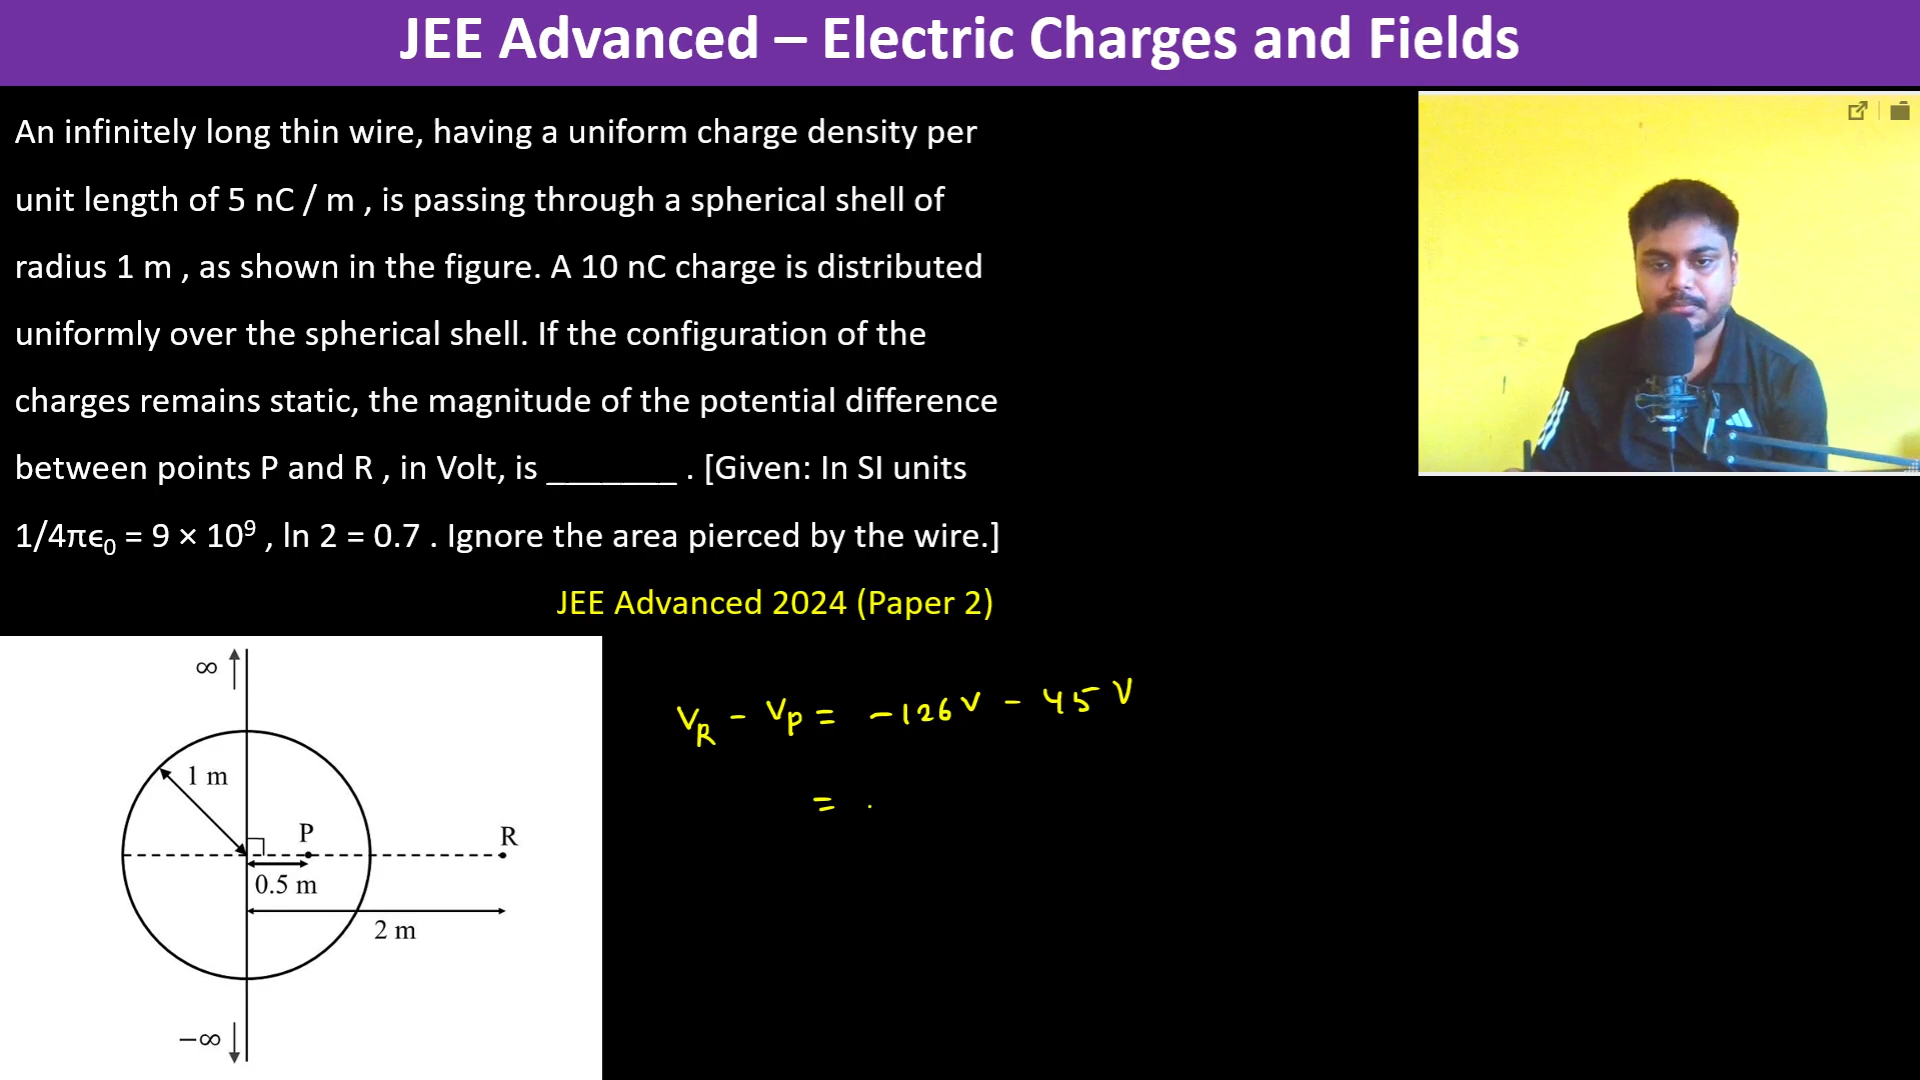 JEE Advanced – Electric Charges and Fields
An infinitely long thin wire, having a uniform charge density per
unit length of 5 nC / m , is passing through a spherical shell of
radius 1 m , as shown in the figure. A 10 nC charge is distributed
uniformly over the spherical shell. If the configuration of the
charges remains static, the magnitude of the potential difference
between points P and R , in Volt, is _______ . [Given: In SI units
1/4πϵ₀ = 9 × 10⁹ , ln 2 = 0.7 . Ignore the area pierced by the wire.]
JEE Advanced 2024 (Paper 2)
∞
1 m
P
R
0.5 m
2 m
−∞
V_R - V_P = -126 V - 45 V
= .